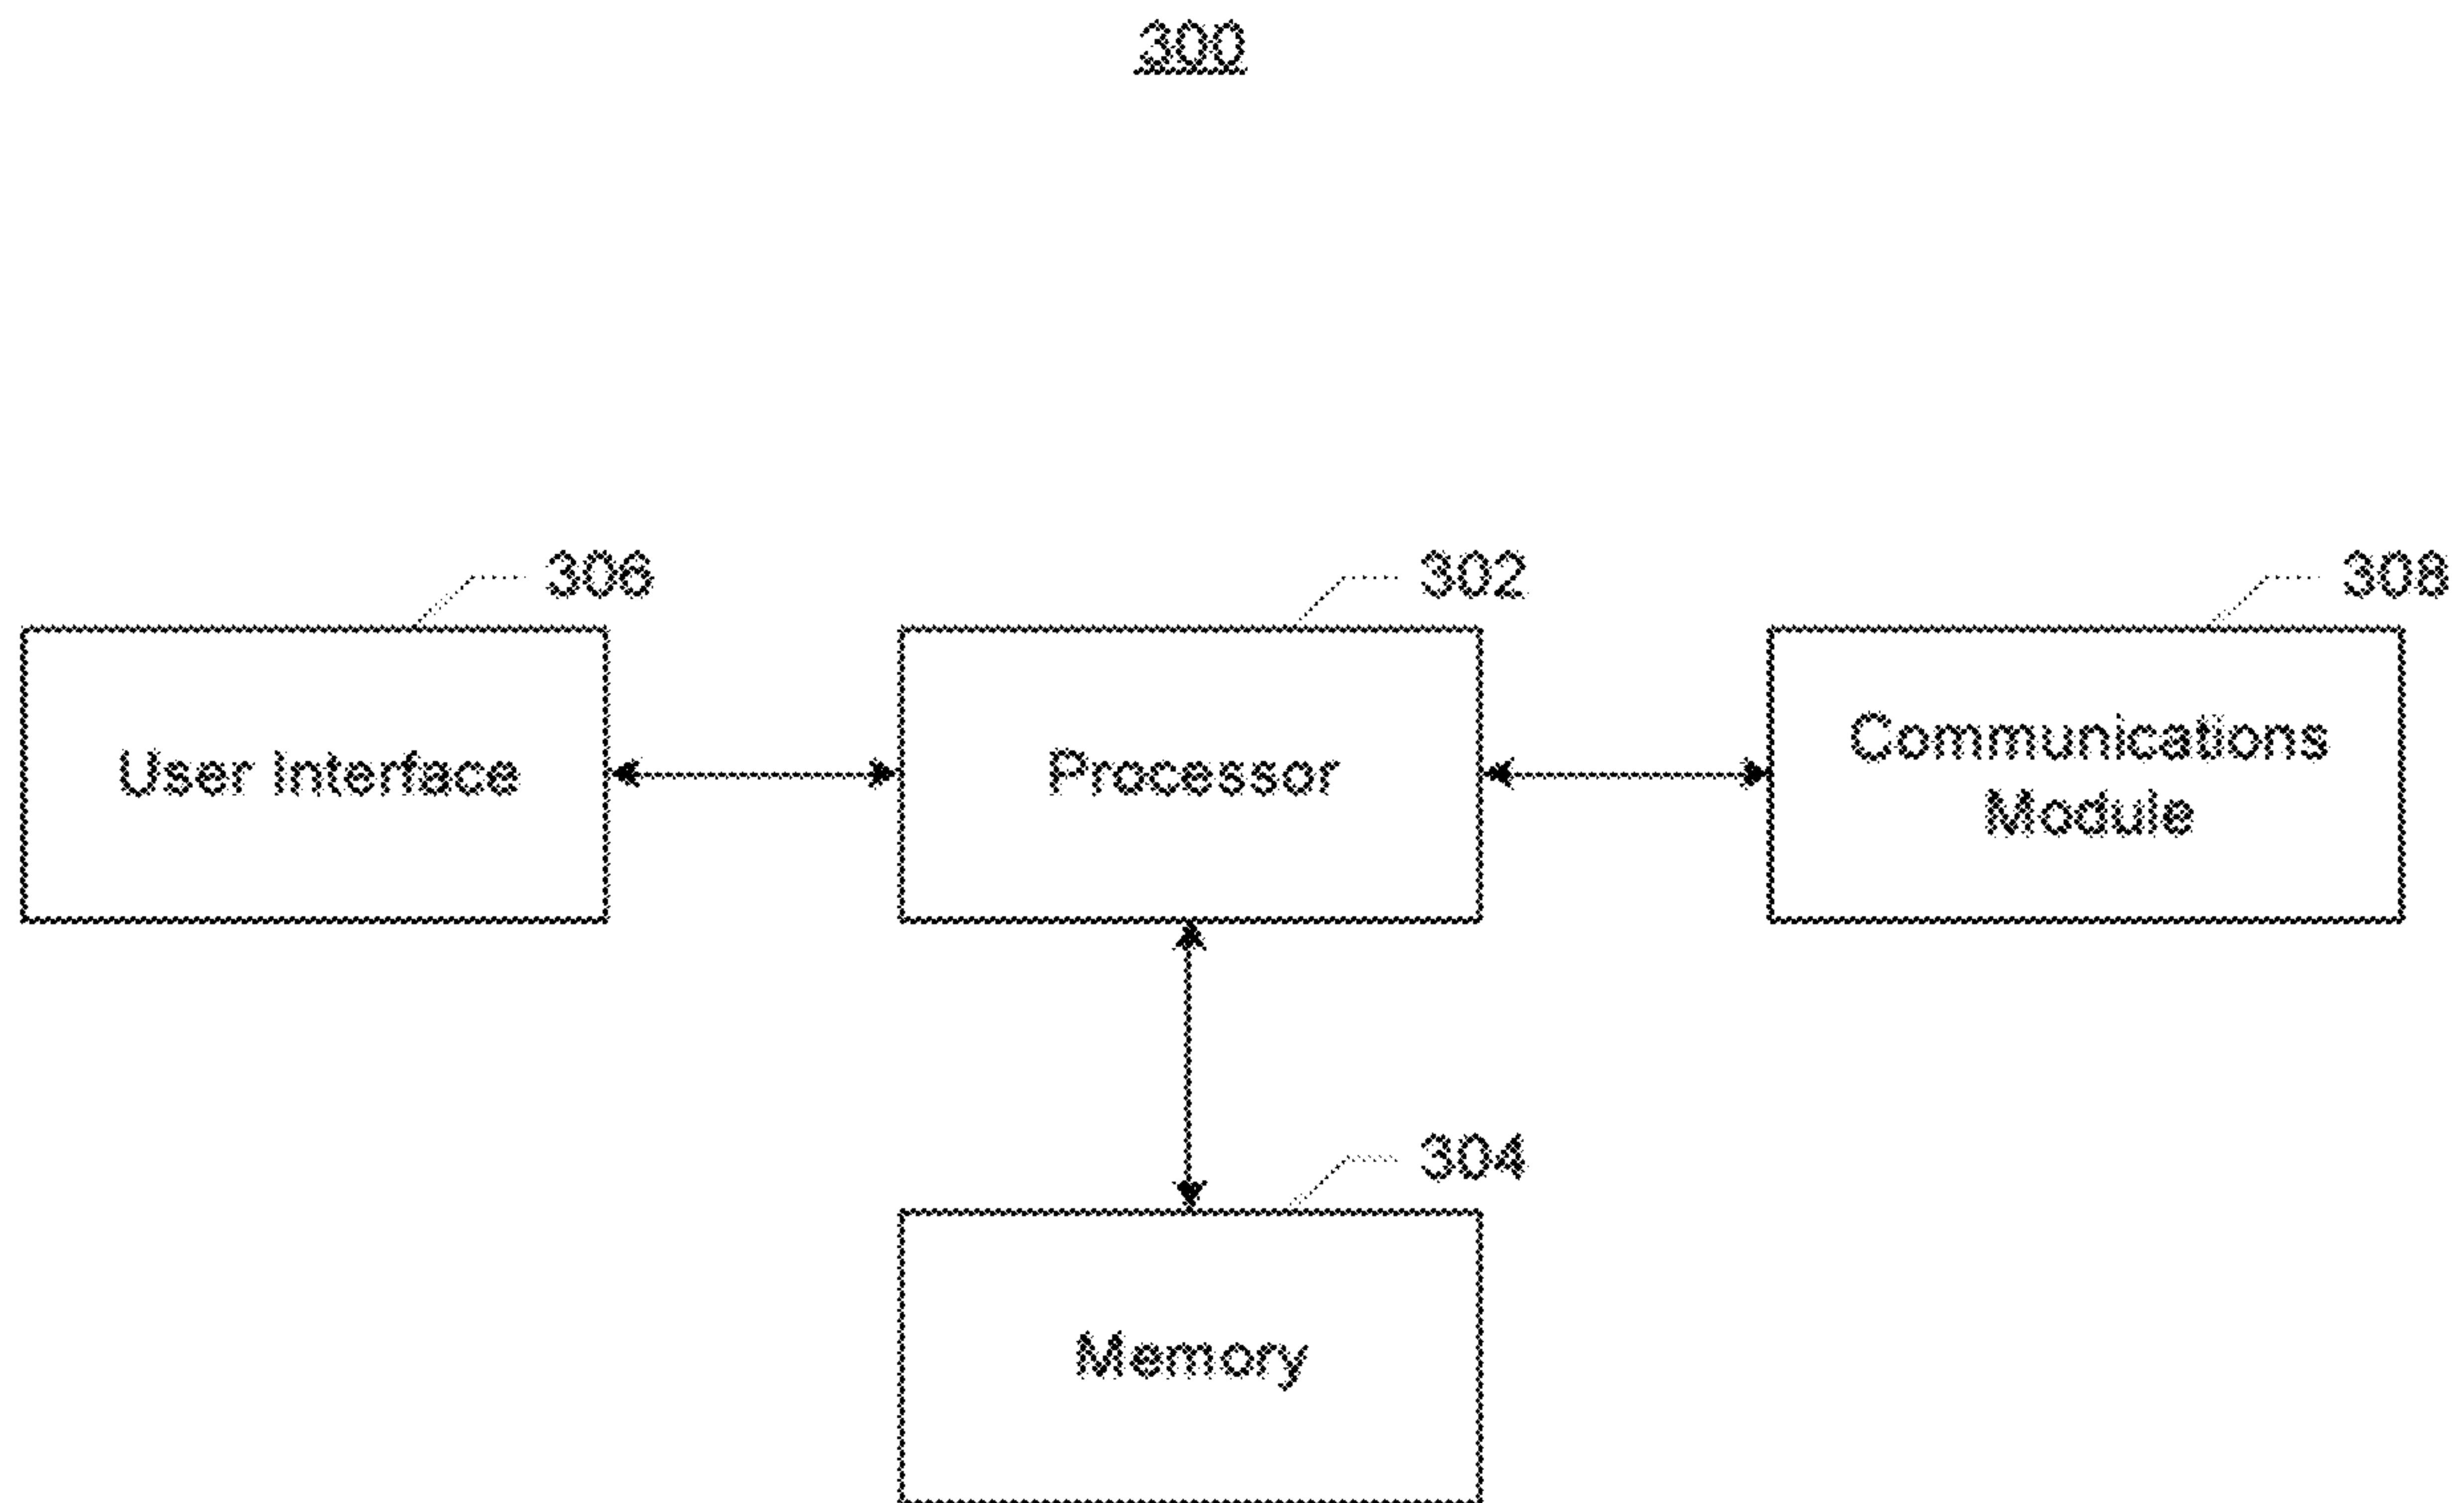 300
306
302
308
User Interface
Processor
Communications
Module
304
Memory